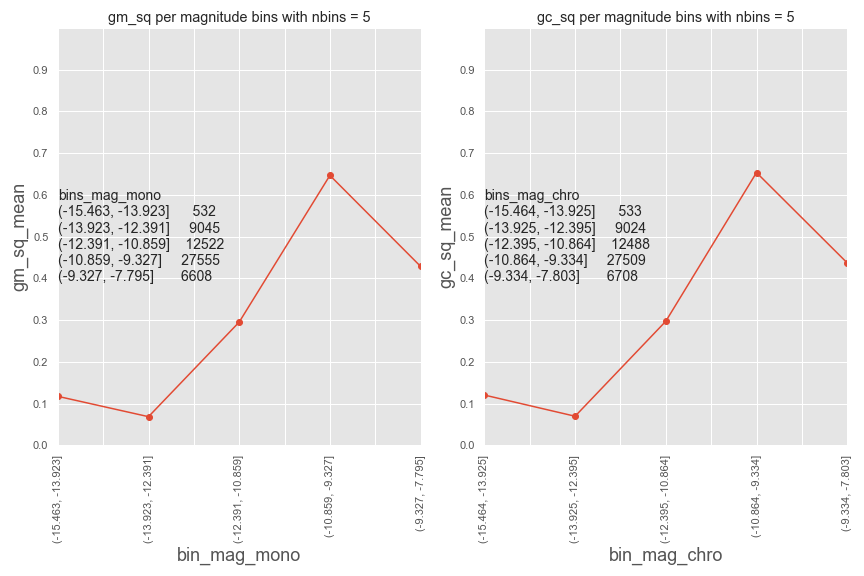 gm_sq per magnitude bins with nbins = 5
0.9
0.8
0.7
0.6
0.5
0.4
0.3
0.2
0.1
0.0
gm_sq_mean
bins_mag_mono
(-15.463, -13.923] 532
(-13.923, -12.391] 9045
(-12.391, -10.859] 12522
(-10.859, -9.327] 27555
(-9.327, -7.795] 6608
(-15.463, -13.923]
(-13.923, -12.391]
(-12.391, -10.859]
(-10.859, -9.327]
(-9.327, -7.795]
bin_mag_mono
gc_sq per magnitude bins with nbins = 5
0.9
0.8
0.7
0.6
0.5
0.4
0.3
0.2
0.1
0.0
gc_sq_mean
bins_mag_chro
(-15.464, -13.925] 533
(-13.925, -12.395] 9024
(-12.395, -10.864] 12488
(-10.864, -9.334] 27509
(-9.334, -7.803] 6708
(-15.464, -13.925]
(-13.925, -12.395]
(-12.395, -10.864]
(-10.864, -9.334]
(-9.334, -7.803]
bin_mag_chro